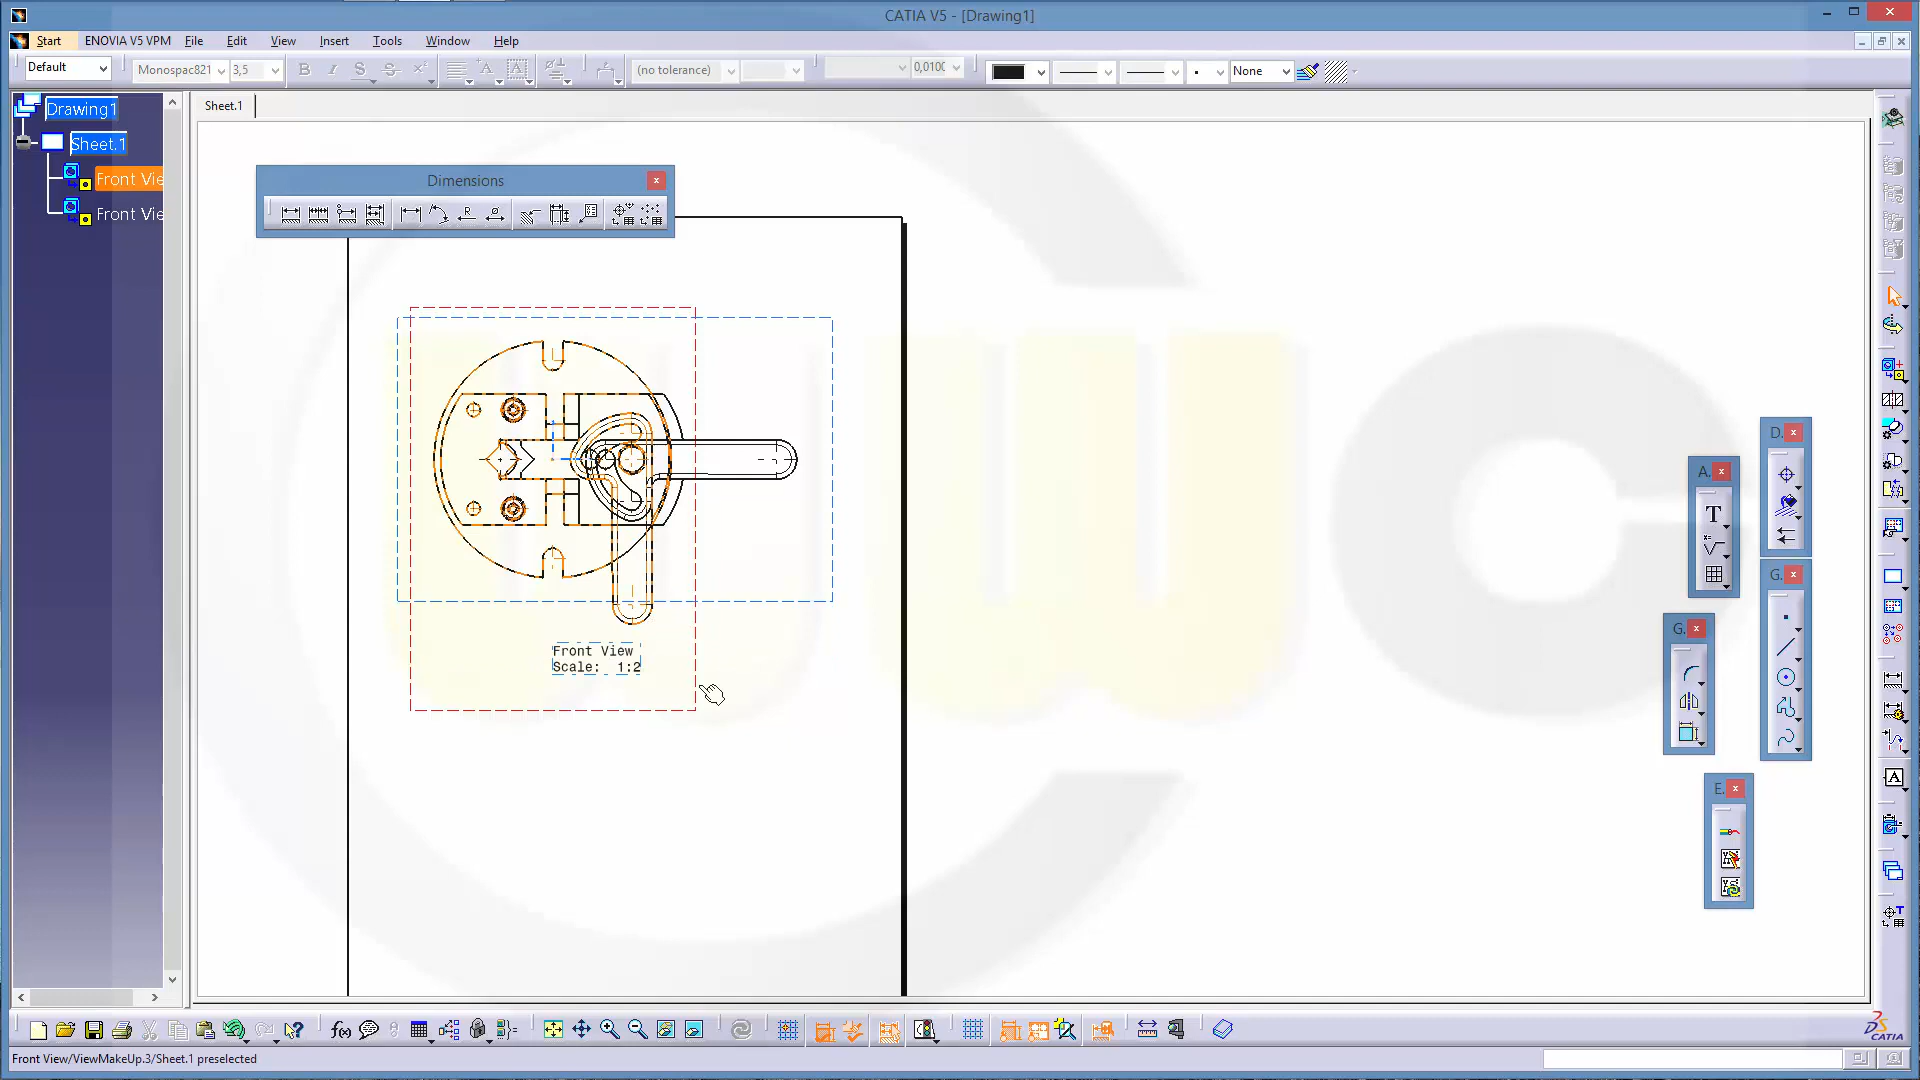 CATIA V5 - [Drawing1]
Start ENOVIA V5 VPM File Edit View Insert Tools Window Help
Default Monospac821 3,5 B I S S (no tolerance) 0,010 None
Drawing1
Sheet.1
Front Vie
Front Vie
Sheet.1
Dimensions
Front View
Scale: 1:2
D.
A.
T
G.
G.
E.
f(x)
CATIA
Front View/ViewMakeUp.3/Sheet.1 preselected